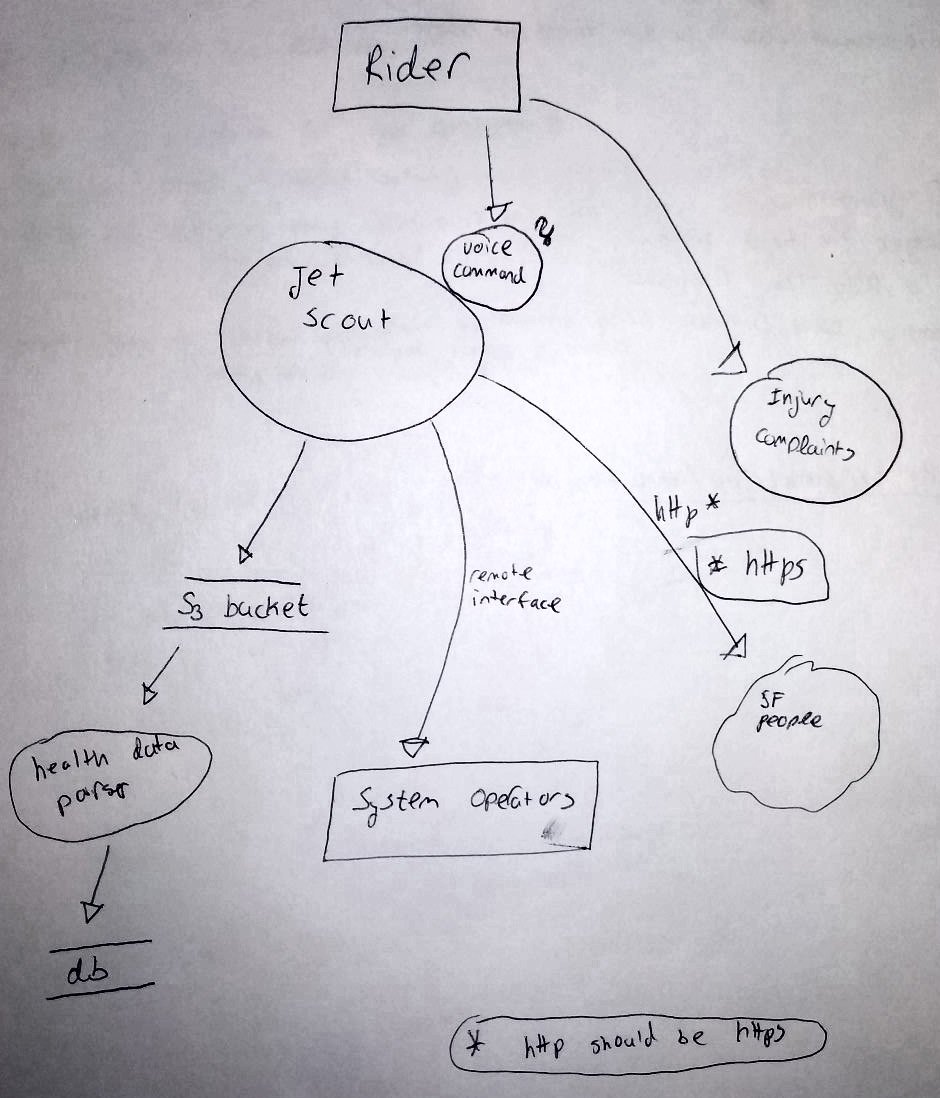 Rider
voice
command
Jet
Scout
Injury
Complaints
http *
* https
remote
interface
S3 bucket
SF
people
health data
parser
System Operators
db
* http should be https